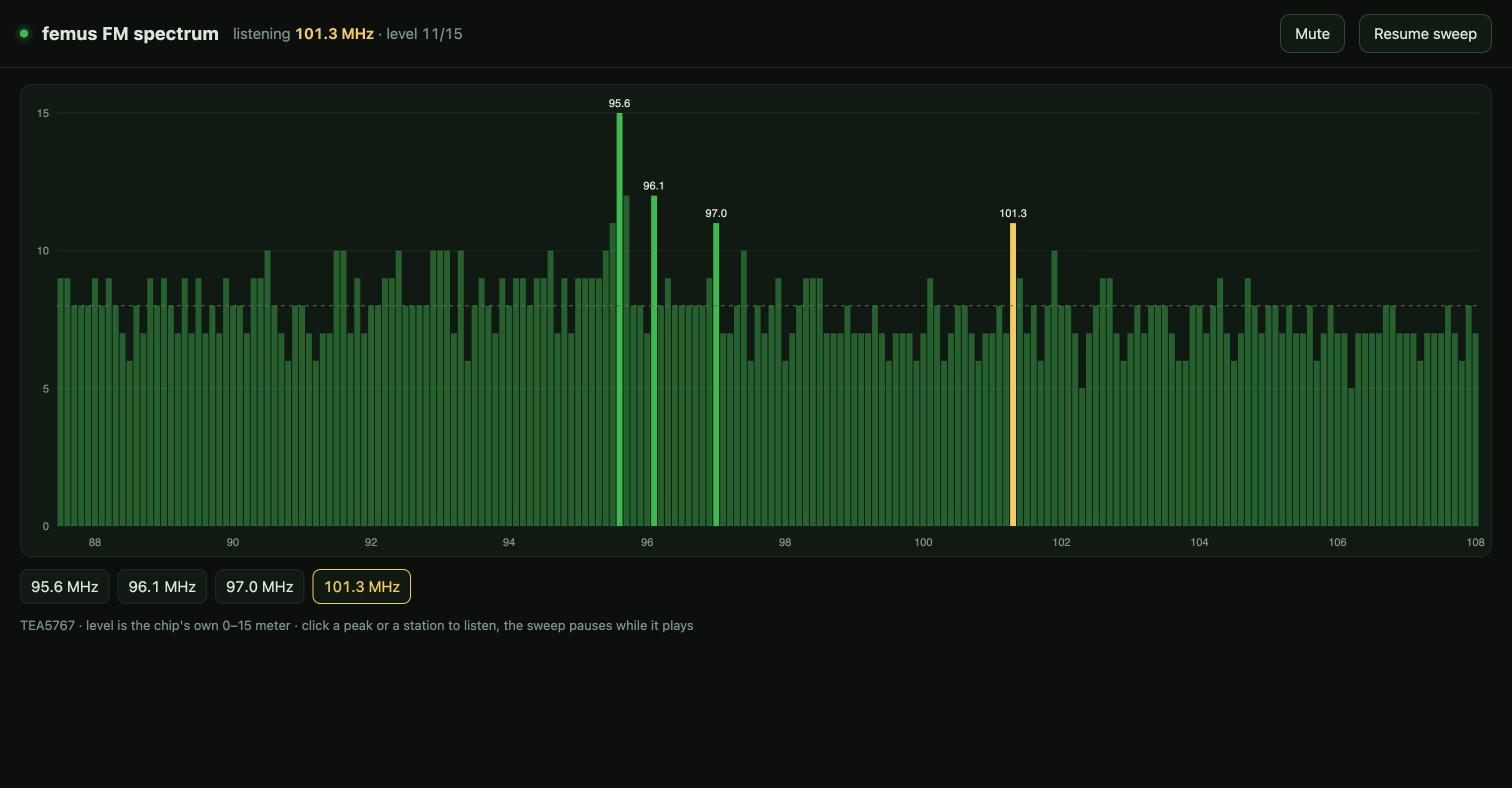 femus FM spectrum listening 101.3 MHz · level 11/15 Mute Resume sweep
95.6
15
96.1
97.0 101.3
10
5
0
88 90 92 94 96 98 100 102 104 106 108
95.6 MHz 96.1 MHz 97.0 MHz 101.3 MHz
TEA5767 · level is the chip's own 0–15 meter · click a peak or a station to listen, the sweep pauses while it plays